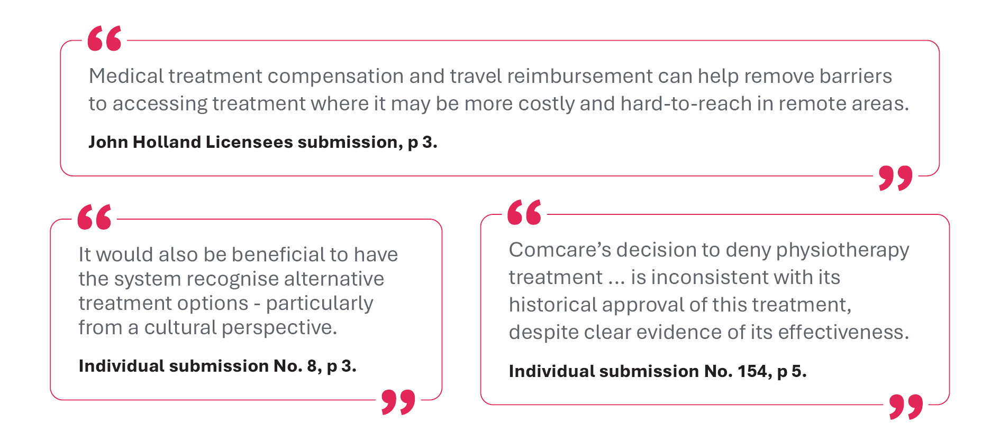 “
Medical treatment compensation and travel reimbursement can help remove barriers
to accessing treatment where it may be more costly and hard-to-reach in remote areas.
John Holland Licensees submission, p 3.
”
“
It would also be beneficial to have
the system recognise alternative
treatment options - particularly
from a cultural perspective.
Individual submission No. 8, p 3.
”
“
Comcare’s decision to deny physiotherapy
treatment ... is inconsistent with its
historical approval of this treatment,
despite clear evidence of its effectiveness.
Individual submission No. 154, p 5.
”